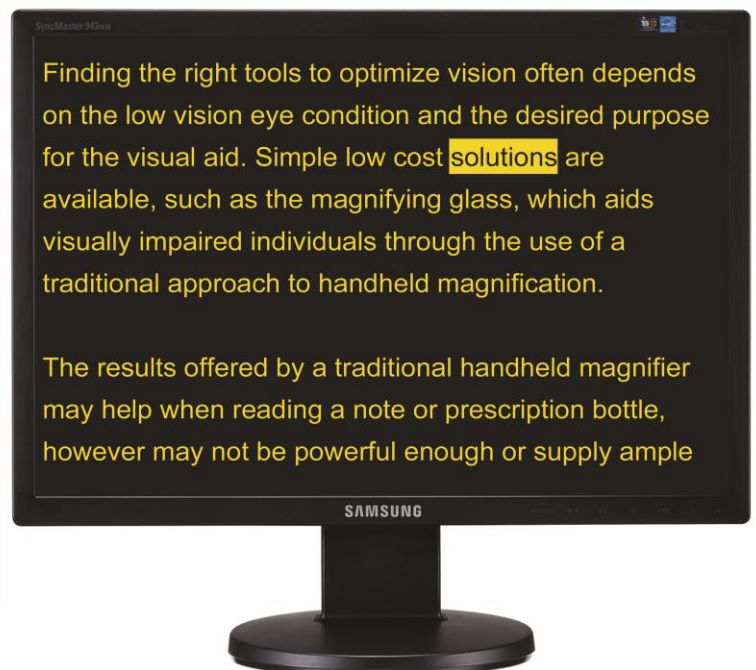 SyncMaster 943NW
Finding the right tools to optimize vision often depends
on the low vision eye condition and the desired purpose
for the visual aid. Simple low cost solutions are
available, such as the magnifying glass, which aids
visually impaired individuals through the use of a
traditional approach to handheld magnification.
The results offered by a traditional handheld magnifier
may help when reading a note or prescription bottle,
however may not be powerful enough or supply ample
SAMSUNG